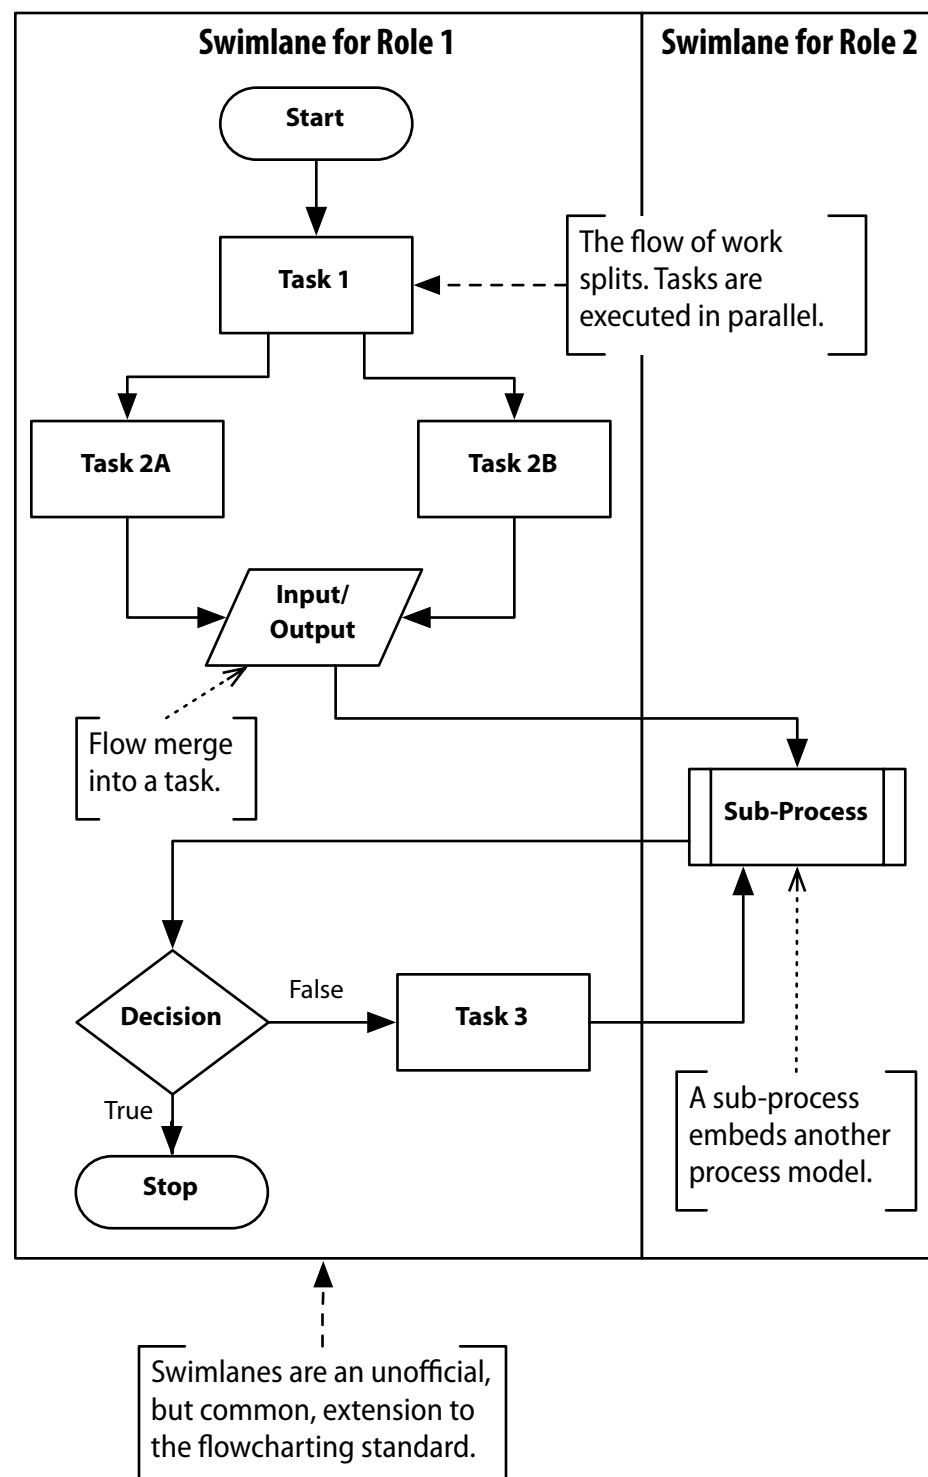 Swimlane for Role 1
Swimlane for Role 2
Start
Task 1
The flow of work
splits. Tasks are
executed in parallel.
Task 2A
Task 2B
Input/
Output
Flow merge
into a task.
Sub-Process
Decision
False
Task 3
True
Stop
A sub-process
embeds another
process model.
Swimlanes are an unofficial,
but common, extension to
the flowcharting standard.